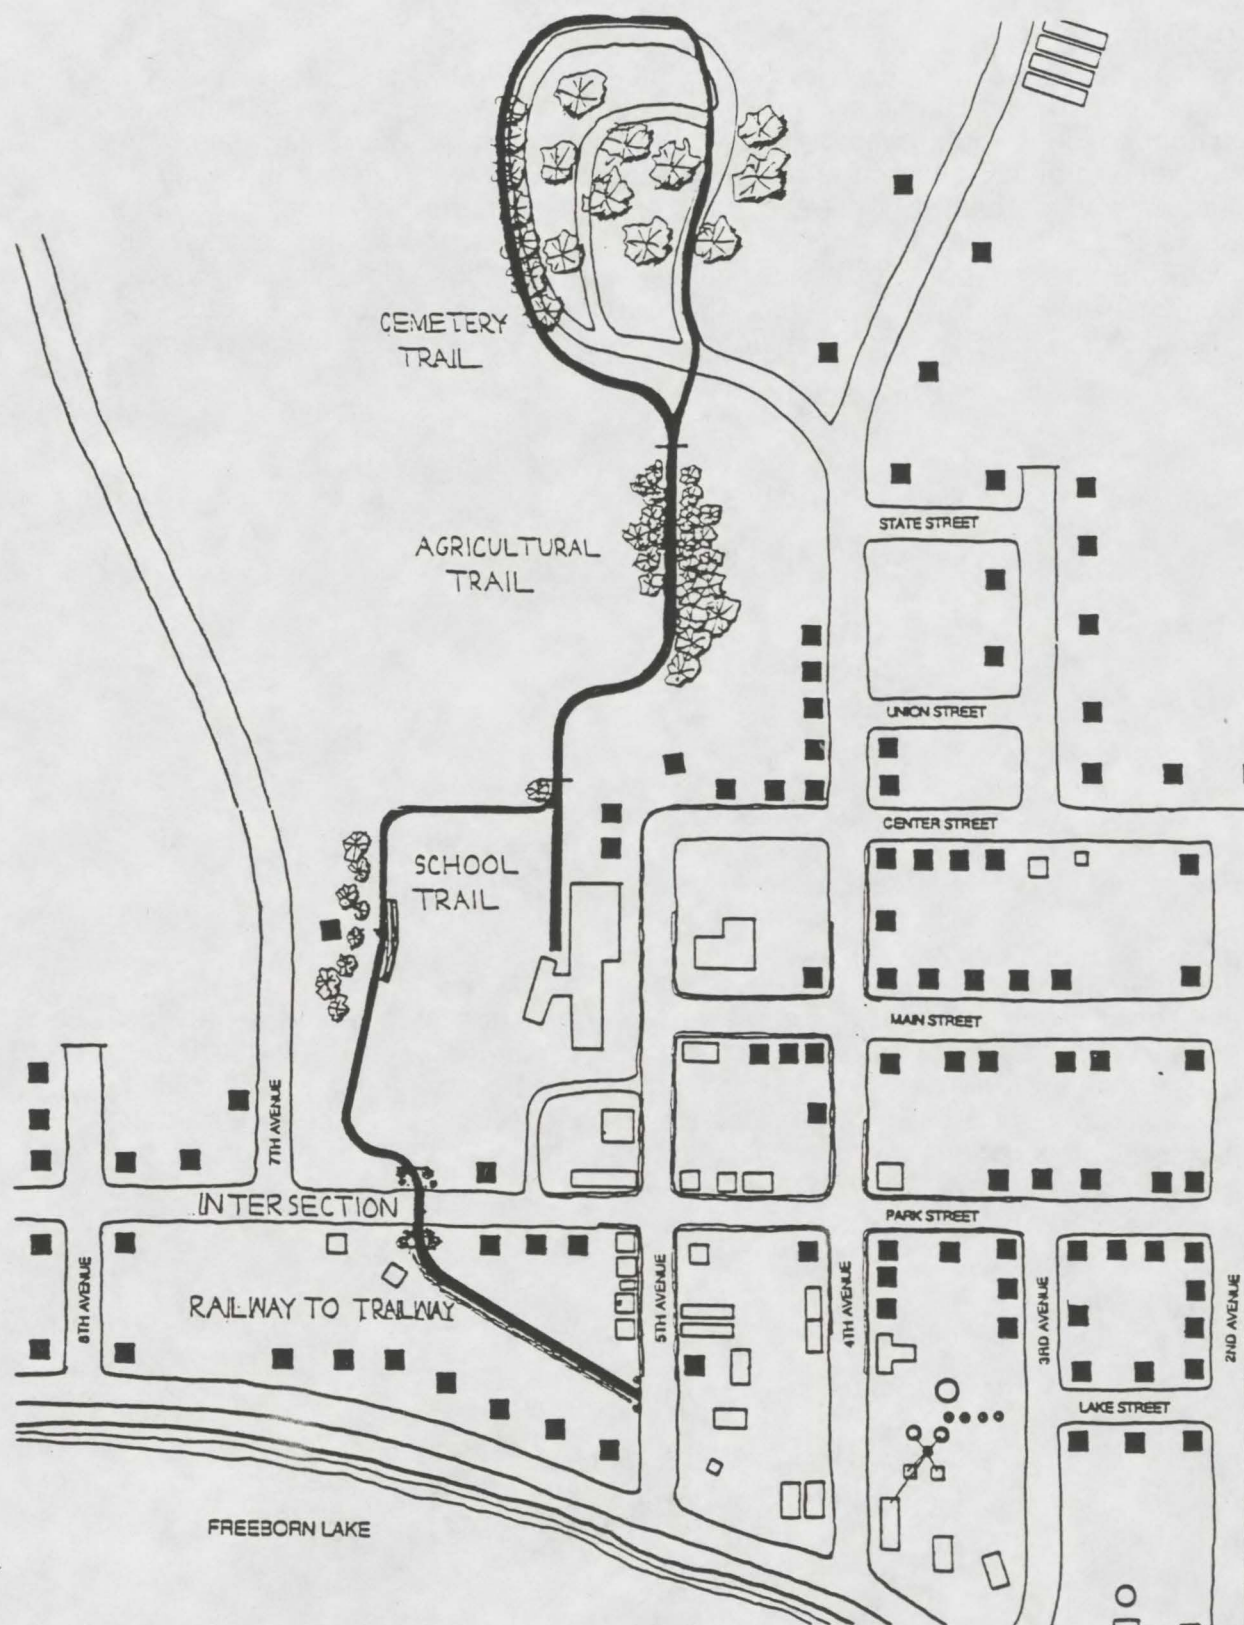 CEMETERY
TRAIL
AGRICULTURAL
TRAIL
STATE STREET
UNION STREET
CENTER STREET
SCHOOL
TRAIL
MAIN STREET
7TH AVENUE
INTERSECTION
PARK STREET
8TH AVENUE
RAILWAY TO TRAILWAY
5TH AVENUE
4TH AVENUE
3RD AVENUE
2ND AVENUE
LAKE STREET
FREEBORN LAKE